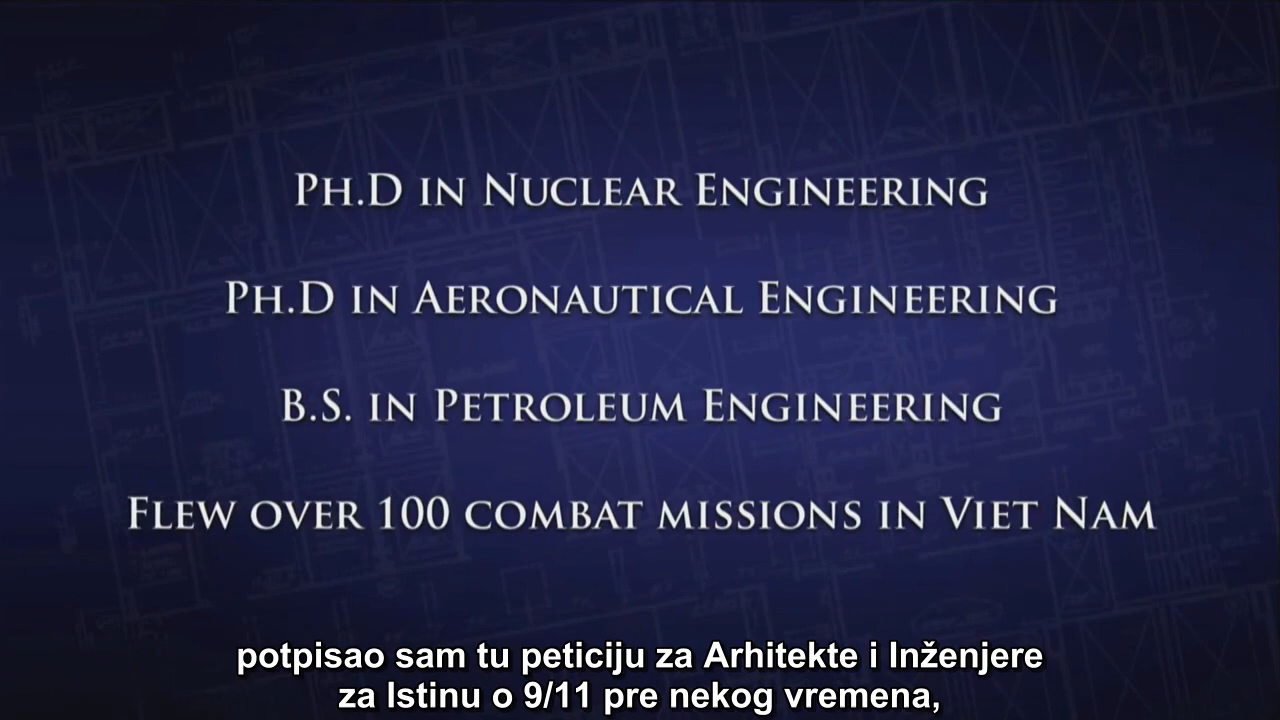 Ph.D in Nuclear Engineering
Ph.D in Aeronautical Engineering
B.S. in Petroleum Engineering
Flew over 100 combat missions in Viet Nam
potpisao sam tu peticiju za Arhitekte i Inženjere
za Istinu o 9/11 pre nekog vremena,